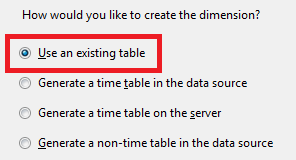 How would you like to create the dimension?
Use an existing table
Generate a time table in the data source
Generate a time table on the server
Generate a non-time table in the data source